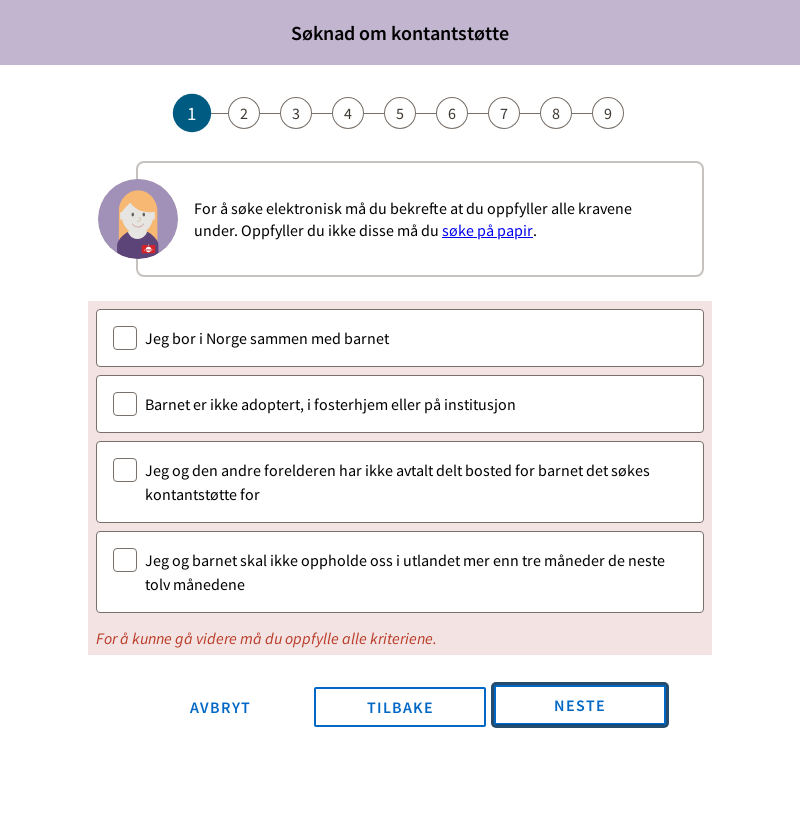 Søknad om kontantstøtte
1 2 3 4 5 6 7 8 9
For å søke elektronisk må du bekrefte at du oppfyller alle kravene
under. Oppfyller du ikke disse må du søke på papir.
Jeg bor i Norge sammen med barnet
Barnet er ikke adoptert, i fosterhjem eller på institusjon
Jeg og den andre forelderen har ikke avtalt delt bosted for barnet det søkes
kontantstøtte for
Jeg og barnet skal ikke oppholde oss i utlandet mer enn tre måneder de neste
tolv månedene
For å kunne gå videre må du oppfylle alle kriteriene.
AVBRYT TILBAKE NESTE